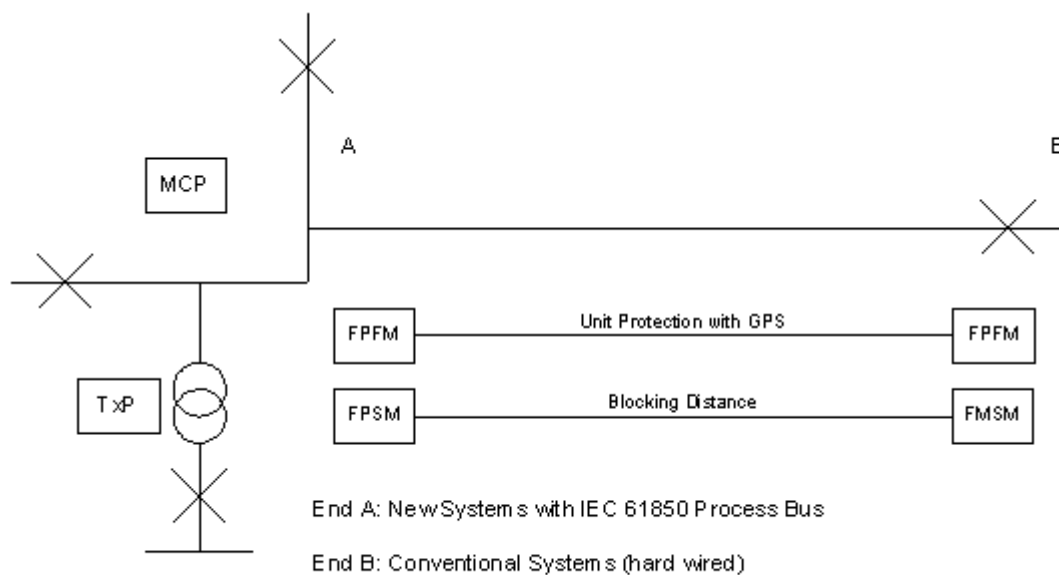 A
B
MCP
FPFM
Unit Protection with GPS
FPFM
TxP
FPSM
Blocking Distance
FMSM
End A: New Systems with IEC 61850 Process Bus
End B: Conventional Systems (hard wired)